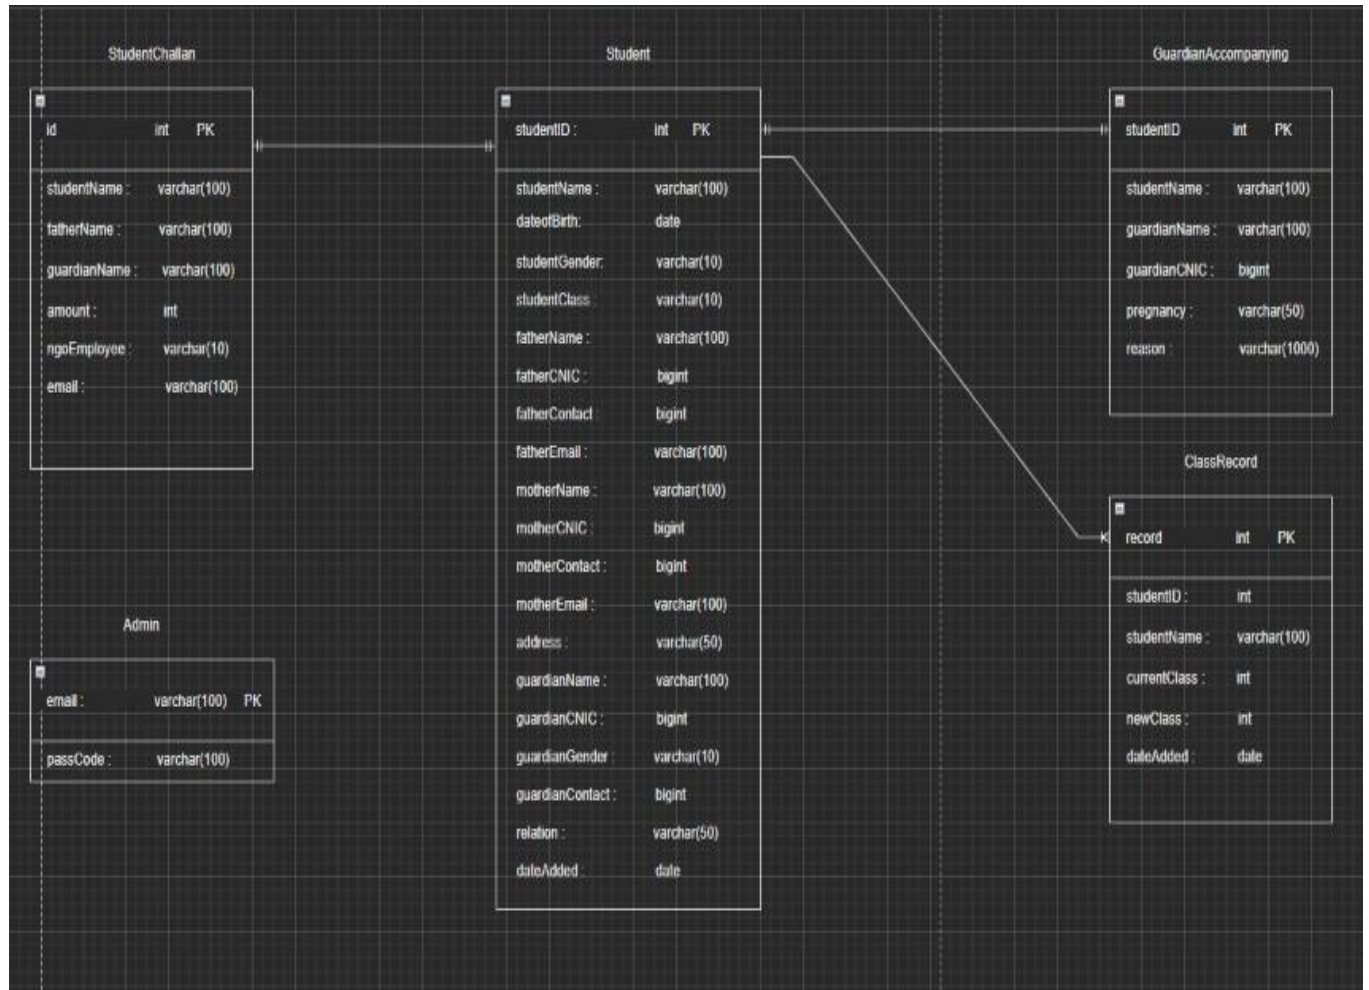 StudentChallan
id int PK
studentName : varchar(100)
fatherName : varchar(100)
guardianName : varchar(100)
amount : int
ngoEmployee : varchar(10)
email : varchar(100)
Admin
email : varchar(100) PK
passCode : varchar(100)
Student
studentID : int PK
studentName : varchar(100)
dateofBirth: date
studentGender: varchar(10)
studentClass varchar(10)
fatherName : varchar(100)
fatherCNIC : bigint
fatherContact bigint
fatherEmail : varchar(100)
motherName : varchar(100)
motherCNIC : bigint
motherContact : bigint
motherEmail : varchar(100)
address : varchar(50)
guardianName : varchar(100)
guardianCNIC : bigint
guardianGender varchar(10)
guardianContact : bigint
relation : varchar(50)
dateAdded date
GuardianAccompanying
studentID int PK
studentName : varchar(100)
guardianName : varchar(100)
guardianCNIC : bigint
pregnancy : varchar(50)
reason : varchar(1000)
ClassRecord
record int PK
studentID : int
studentName : varchar(100)
currentClass : int
newClass : int
dateAdded : date